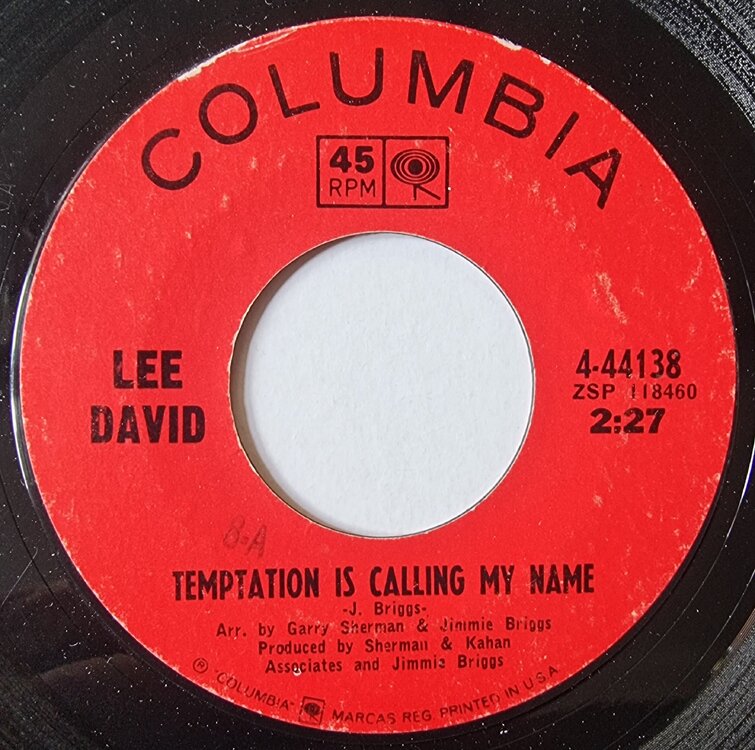 COLUMBIA
45
RPM
LEE
DAVID
4-44138
ZSP 118460
2:27
B-A
TEMPTATION IS CALLING MY NAME
-J. Briggs-
Arr. by Garry Sherman & Jimmie Briggs
Produced by Sherman & Kahan
Associates and Jimmie Briggs
Ⓟ "COLUMBIA" MARCAS REG. PRINTED IN U.S.A.